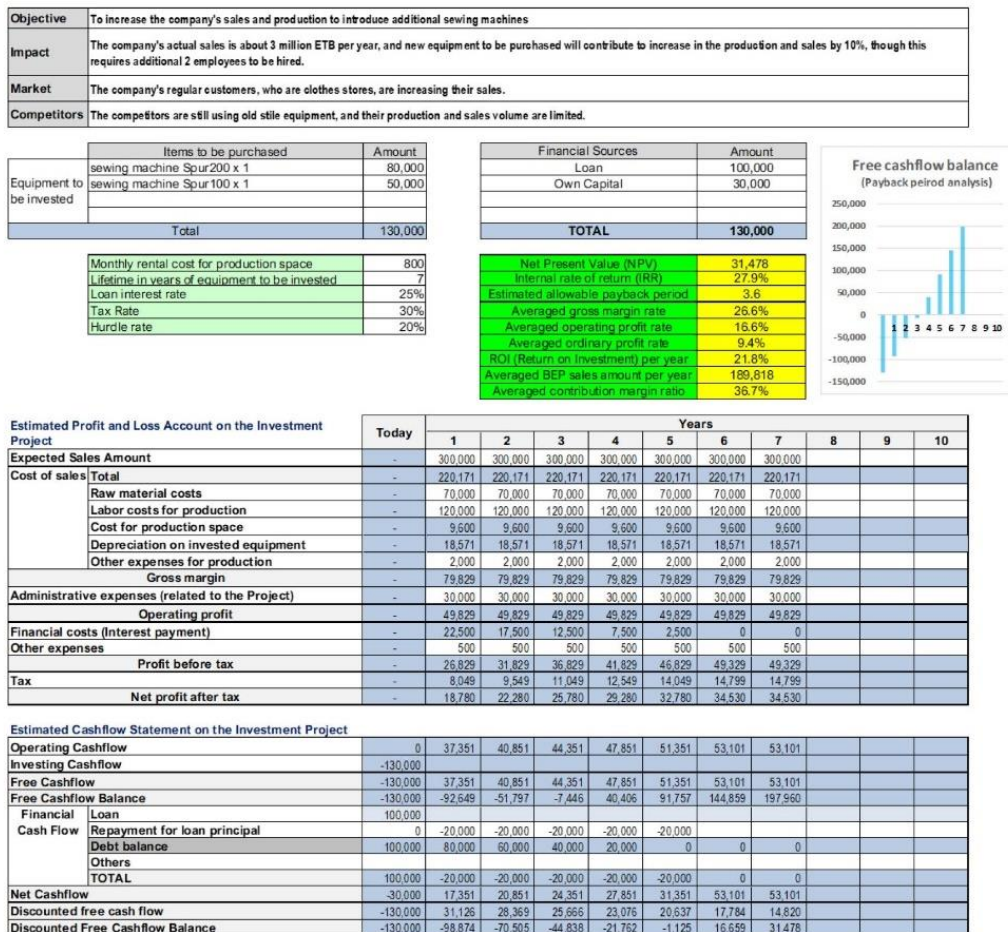 Objective To increase the company's sales and production to introduce additional sewing machines
Impact The company's actual sales is about 3 million ETB per year, and new equipment to be purchased will contribute to increase in the production and sales by 10%, though this
requires additional 2 employees to be hired.
Market The company's regular customers, who are clothes stores, are increasing their sales.
Competitors The competitors are still using old stile equipment, and their production and sales volume are limited.
Items to be purchased Amount
Equipment to be invested
sewing machine Spur200 x 1 80,000
sewing machine Spur100 x 1 50,000
Total 130,000
Financial Sources Amount
Loan 100,000
Own Capital 30,000
TOTAL 130,000
Monthly rental cost for production space 800
Lifetime in years of equipment to be invested 7
Loan interest rate 25%
Tax Rate 30%
Hurdle rate 20%
Net Present Value (NPV) 31,478
Internal rate of return (IRR) 27.9%
Estimated allowable payback period 3.6
Averaged gross margin rate 26.6%
Averaged operating profit rate 16.6%
Averaged ordinary profit rate 9.4%
ROI (Return on Investment) per year 21.8%
Averaged BEP sales amount per year 189,818
Averaged contribution margin ratio 36.7%
Free cashflow balance
(Payback peirod analysis)
250,000
200,000
150,000
100,000
50,000
0
-50,000
-100,000
-150,000
1 2 3 4 5 6 7 8 9 10
Estimated Profit and Loss Account on the Investment
Project
Today Years
1 2 3 4 5 6 7 8 9 10
Expected Sales Amount - 300,000 300,000 300,000 300,000 300,000 300,000 300,000
Cost of sales Total - 220,171 220,171 220,171 220,171 220,171 220,171 220,171
Raw material costs - 70,000 70,000 70,000 70,000 70,000 70,000 70,000
Labor costs for production - 120,000 120,000 120,000 120,000 120,000 120,000 120,000
Cost for production space - 9,600 9,600 9,600 9,600 9,600 9,600 9,600
Depreciation on invested equipment - 18,571 18,571 18,571 18,571 18,571 18,571 18,571
Other expenses for production - 2,000 2,000 2,000 2,000 2,000 2,000 2,000
Gross margin - 79,829 79,829 79,829 79,829 79,829 79,829 79,829
Administrative expenses (related to the Project) - 30,000 30,000 30,000 30,000 30,000 30,000 30,000
Operating profit - 49,829 49,829 49,829 49,829 49,829 49,829 49,829
Financial costs (Interest payment) - 22,500 17,500 12,500 7,500 2,500 0 0
Other expenses - 500 500 500 500 500 500 500
Profit before tax - 26,829 31,829 36,829 41,829 46,829 49,329 49,329
Tax - 8,049 9,549 11,049 12,549 14,049 14,799 14,799
Net profit after tax - 18,780 22,280 25,780 29,280 32,780 34,530 34,530
Estimated Cashflow Statement on the Investment Project
Operating Cashflow 0 37,351 40,851 44,351 47,851 51,351 53,101 53,101
Investing Cashflow -130,000
Free Cashflow -130,000 37,351 40,851 44,351 47,851 51,351 53,101 53,101
Free Cashflow Balance -130,000 -92,649 -51,797 -7,446 40,406 91,757 144,859 197,960
Financial Cash Flow
Loan 100,000
Repayment for loan principal 0 -20,000 -20,000 -20,000 -20,000 -20,000
Debt balance 100,000 80,000 60,000 40,000 20,000 0 0 0
Others
TOTAL 100,000 -20,000 -20,000 -20,000 -20,000 -20,000 0 0
Net Cashflow -30,000 17,351 20,851 24,351 27,851 31,351 53,101 53,101
Discounted free cash flow -130,000 31,126 28,369 25,666 23,076 20,637 17,784 14,820
Discounted Free Cashflow Balance -130,000 -98,874 -70,505 -44,838 -21,762 -1,125 16,659 31,478